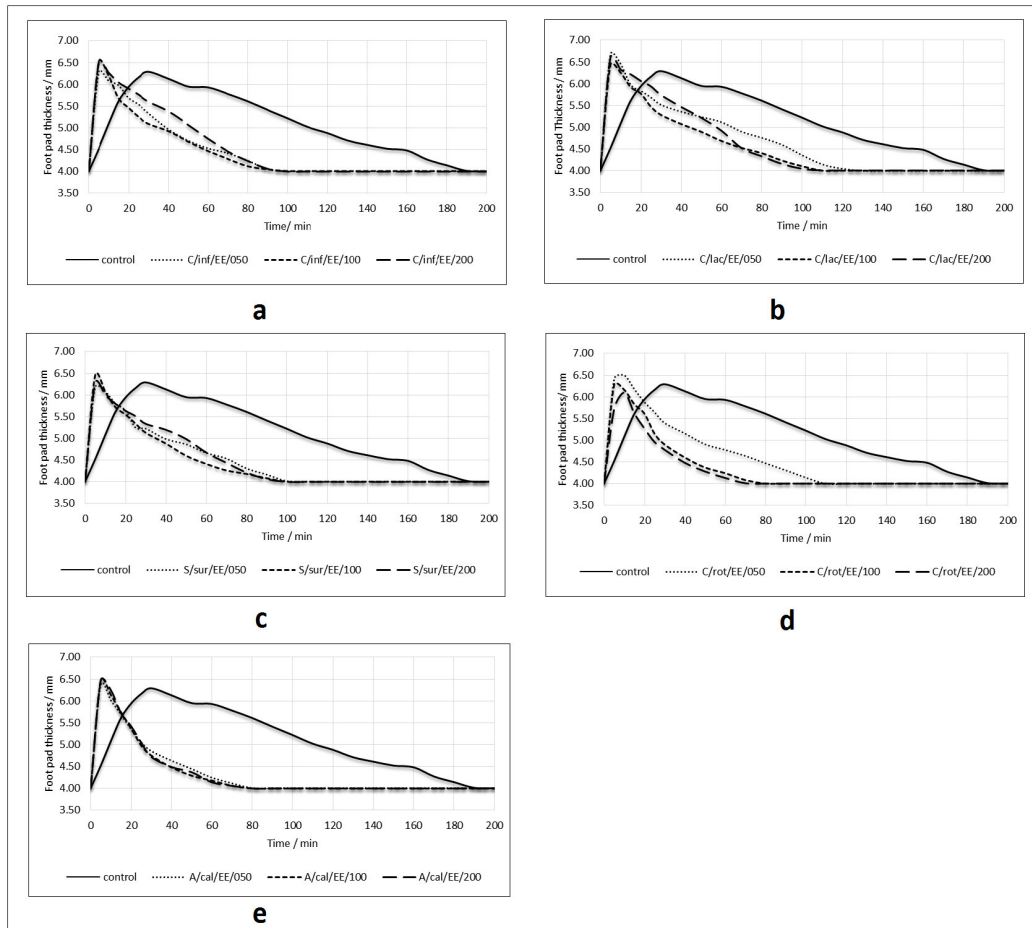 Foot pad thickness/ mm
7.00
6.50
6.00
5.50
5.00
4.50
4.00
3.50
0 20 40 60 80 100 120 140 160 180 200
Time/ min
control C/inf/EE/050 C/inf/EE/100 C/inf/EE/200
a
Foot pad Thickness/ mm
7.00
6.50
6.00
5.50
5.00
4.50
4.00
3.50
0 20 40 60 80 100 120 140 160 180 200
Time/ min
control C/lac/EE/050 C/lac/EE/100 C/lac/EE/200
b
Foot pad thickness/ mm
7.00
6.50
6.00
5.50
5.00
4.50
4.00
3.50
0 20 40 60 80 100 120 140 160 180 200
Time / min
control S/sur/EE/050 S/sur/EE/100 S/sur/EE/200
c
Foot pad thickness/ mm
7.00
6.50
6.00
5.50
5.00
4.50
4.00
3.50
0 20 40 60 80 100 120 140 160 180 200
Time / min
control C/rot/EE/050 C/rot/EE/100 C/rot/EE/200
d
Foot pad thickness/ mm
7.00
6.50
6.00
5.50
5.00
4.50
4.00
3.50
0 20 40 60 80 100 120 140 160 180 200
Time / min
control A/cal/EE/050 A/cal/EE/100 A/cal/EE/200
e